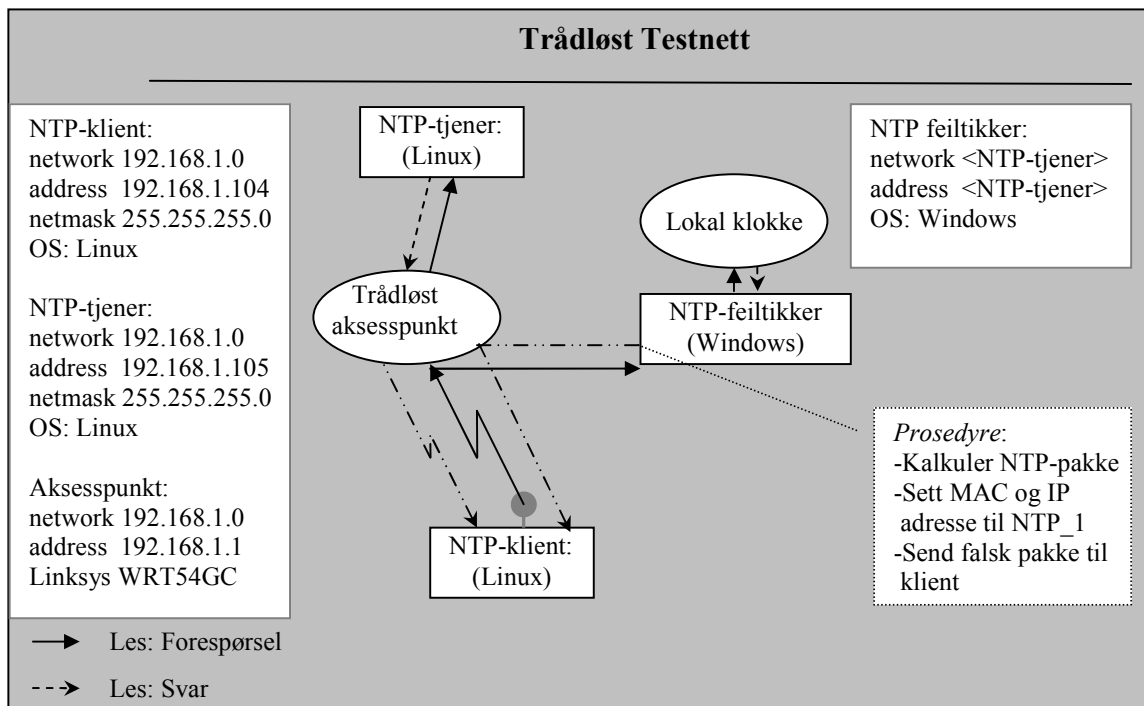 Trådløst Testnett
NTP-klient:
network 192.168.1.0
address 192.168.1.104
netmask 255.255.255.0
OS: Linux
NTP-tjener:
network 192.168.1.0
address 192.168.1.105
netmask 255.255.255.0
OS: Linux
Aksesspunkt:
network 192.168.1.0
address 192.168.1.1
Linksys WRT54GC
NTP-tjener:
(Linux)
Trådløst
aksesspunkt
NTP-klient:
(Linux)
Lokal klokke
NTP-feiltikker
(Windows)
NTP feiltikker:
network <NTP-tjener>
address <NTP-tjener>
OS: Windows
Prosedyre:
-Kalkuler NTP-pakke
-Sett MAC og IP
adresse til NTP_1
-Send falsk pakke til
klient
Les: Forespørsel
Les: Svar